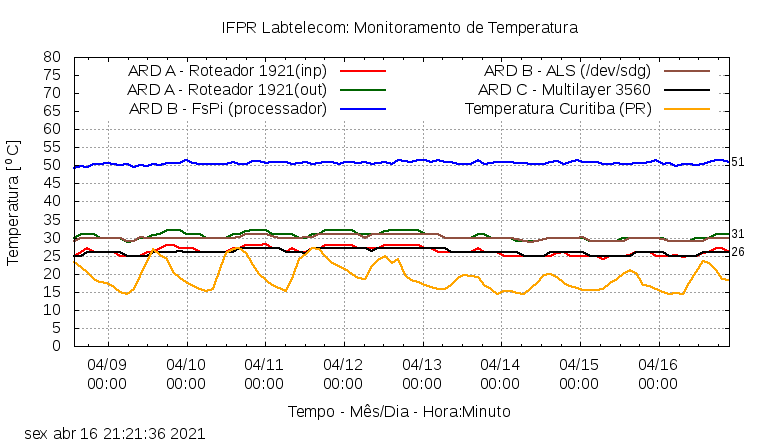 IFPR Labtelecom: Monitoramento de Temperatura
Temperatura [ ºC]
80
75
70
65
60
55
50
45
40
35
30
25
20
15
10
5
0
ARD A - Roteador 1921(inp)
ARD A - Roteador 1921(out)
ARD B - FsPi (processador)
ARD B - ALS (/dev/sdg)
ARD C - Multilayer 3560
Temperatura Curitiba (PR)
51
31
26
04/09 04/10 04/11 04/12 04/13 04/14 04/15 04/16
00:00 00:00 00:00 00:00 00:00 00:00 00:00 00:00
Tempo - Mês/Dia - Hora:Minuto
sex abr 16 21:21:36 2021